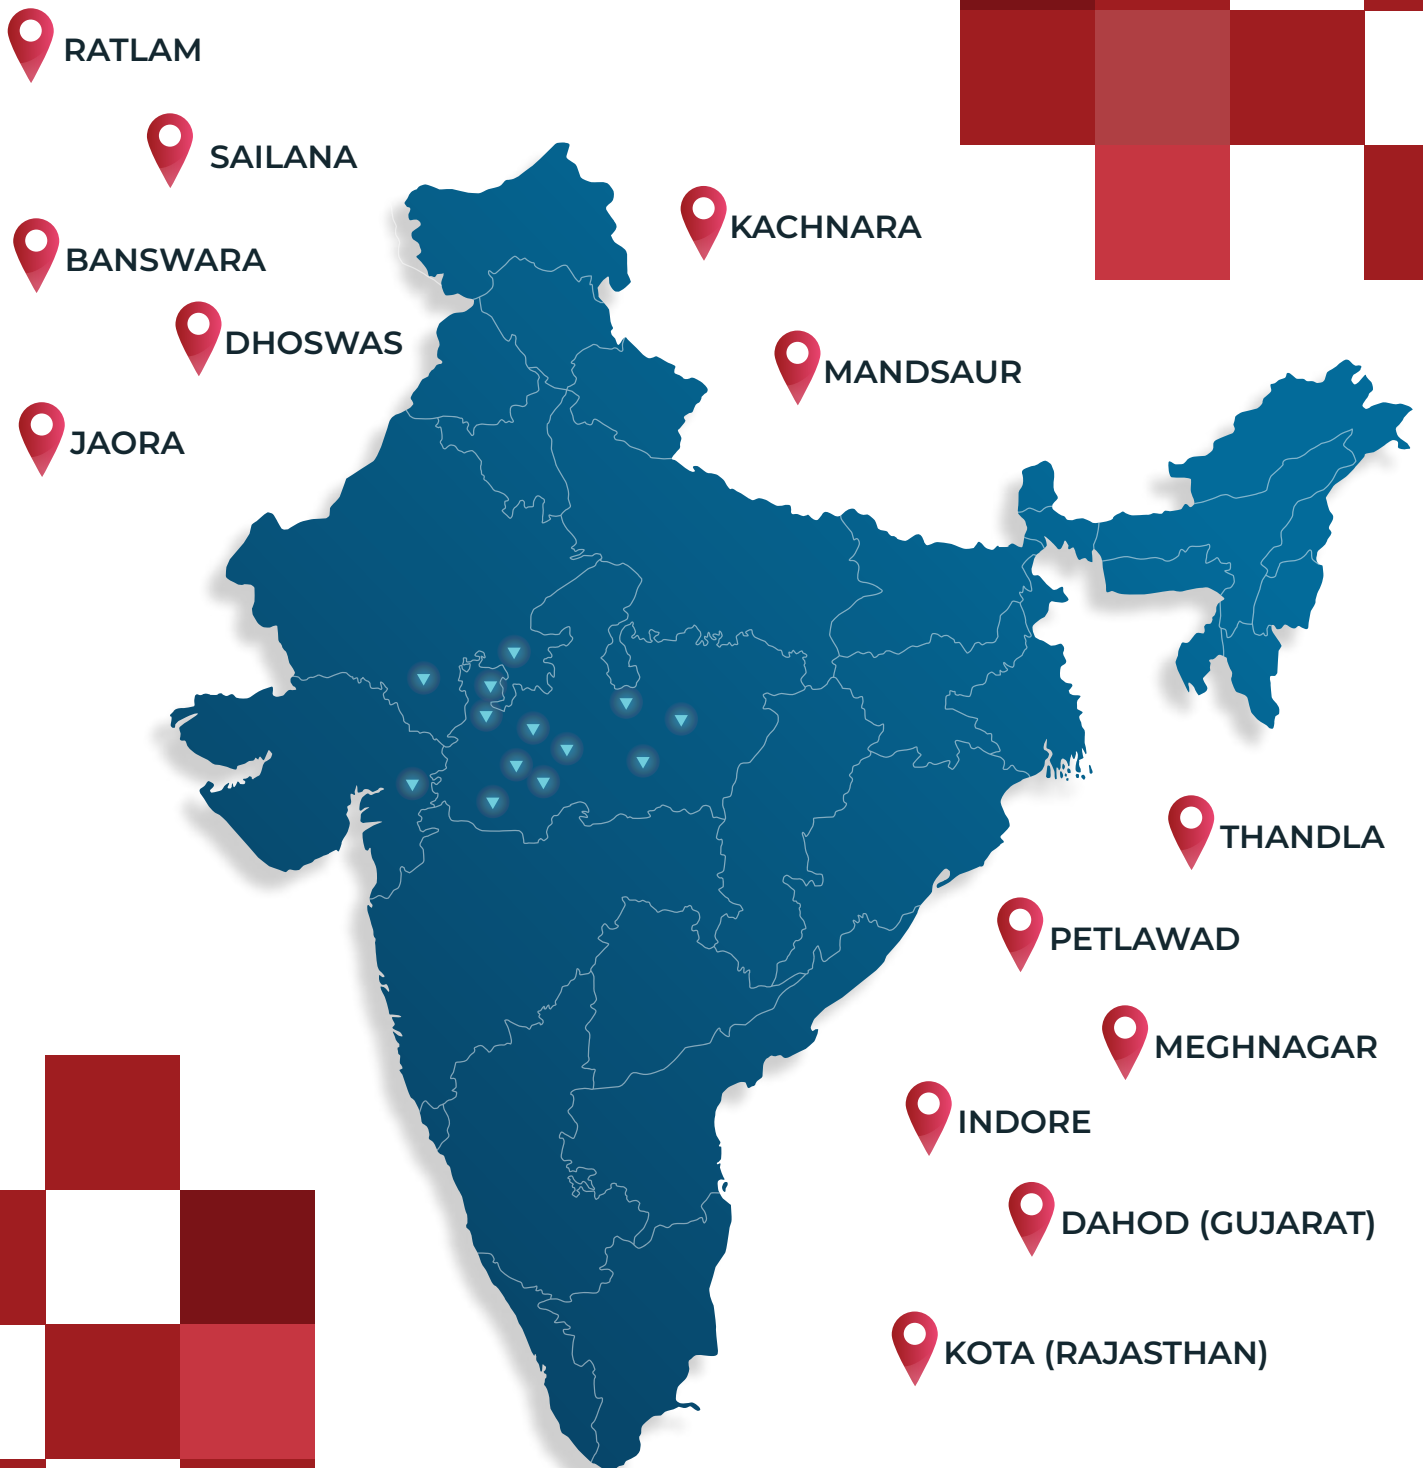 RATLAM
SAILANA
KACHNARA
BANSWARA
DHOSWAS
MANDSAUR
JAORA
THANDLA
PETLAWAD
MEGHNAGAR
INDORE
DAHOD (GUJARAT)
KOTA (RAJASTHAN)